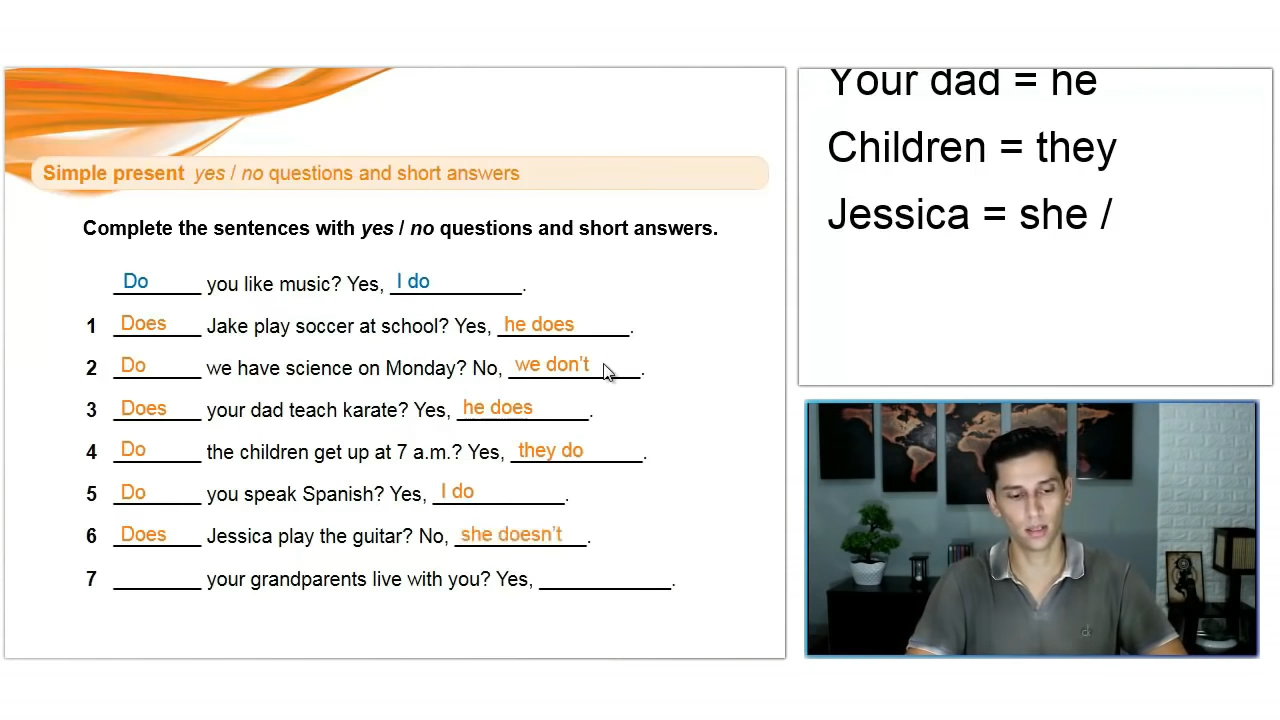 Simple present yes / no questions and short answers
Complete the sentences with yes / no questions and short answers.
Do you like music? Yes, I do.
1 Does Jake play soccer at school? Yes, he does.
2 Do we have science on Monday? No, we don't.
3 Does your dad teach karate? Yes, he does.
4 Do the children get up at 7 a.m.? Yes, they do.
5 Do you speak Spanish? Yes, I do.
6 Does Jessica play the guitar? No, she doesn't.
7 ________ your grandparents live with you? Yes, ____________.
Your dad = he
Children = they
Jessica = she /